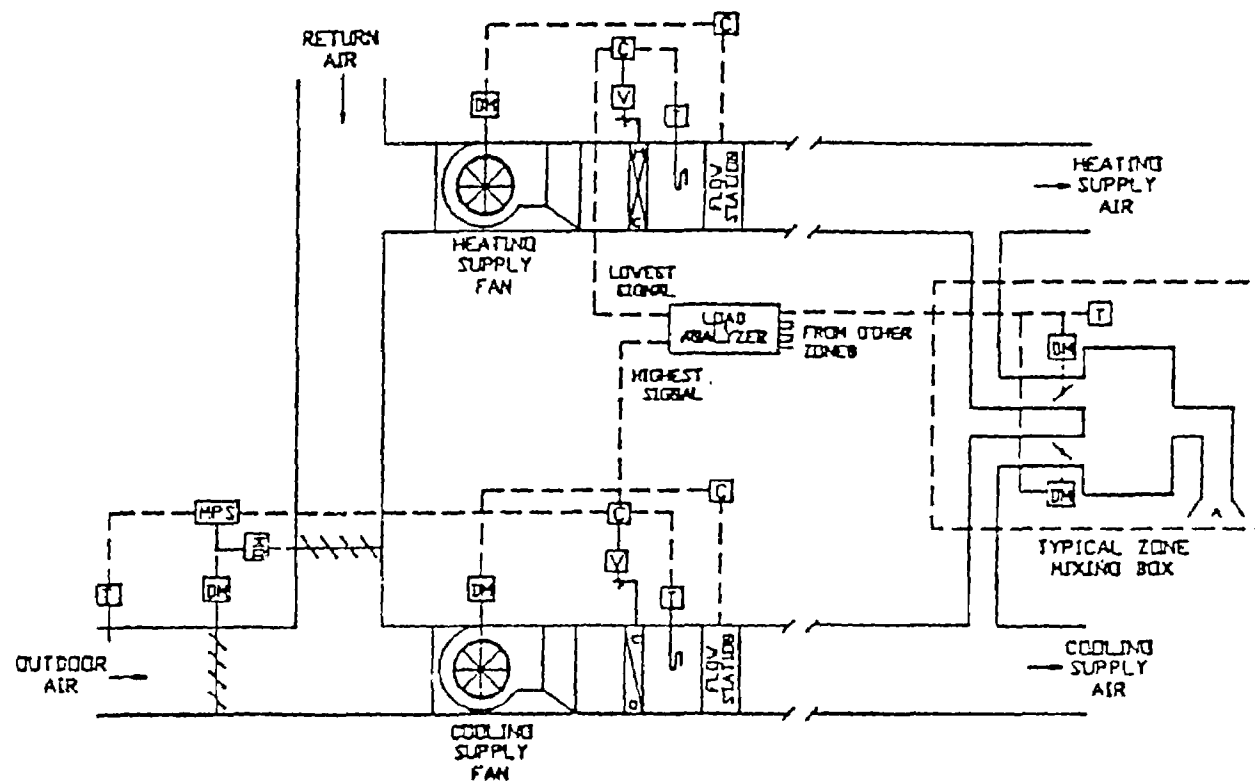 RETURN
AIR
C
C
DM
V
T
FLOW
STATION
HEATING
SUPPLY
AIR
HEATING
SUPPLY
FAN
LOWEST
SIGNAL
LOAD
ANALYZER
FROM OTHER
ZONES
HIGHEST
SIGNAL
T
DM
DM
TYPICAL ZONE
MIXING BOX
MPS
DM
DM
T
C
C
DM
V
T
FLOW
STATION
OUTDOOR
AIR
COOLING
SUPPLY
AIR
COOLING
SUPPLY
FAN